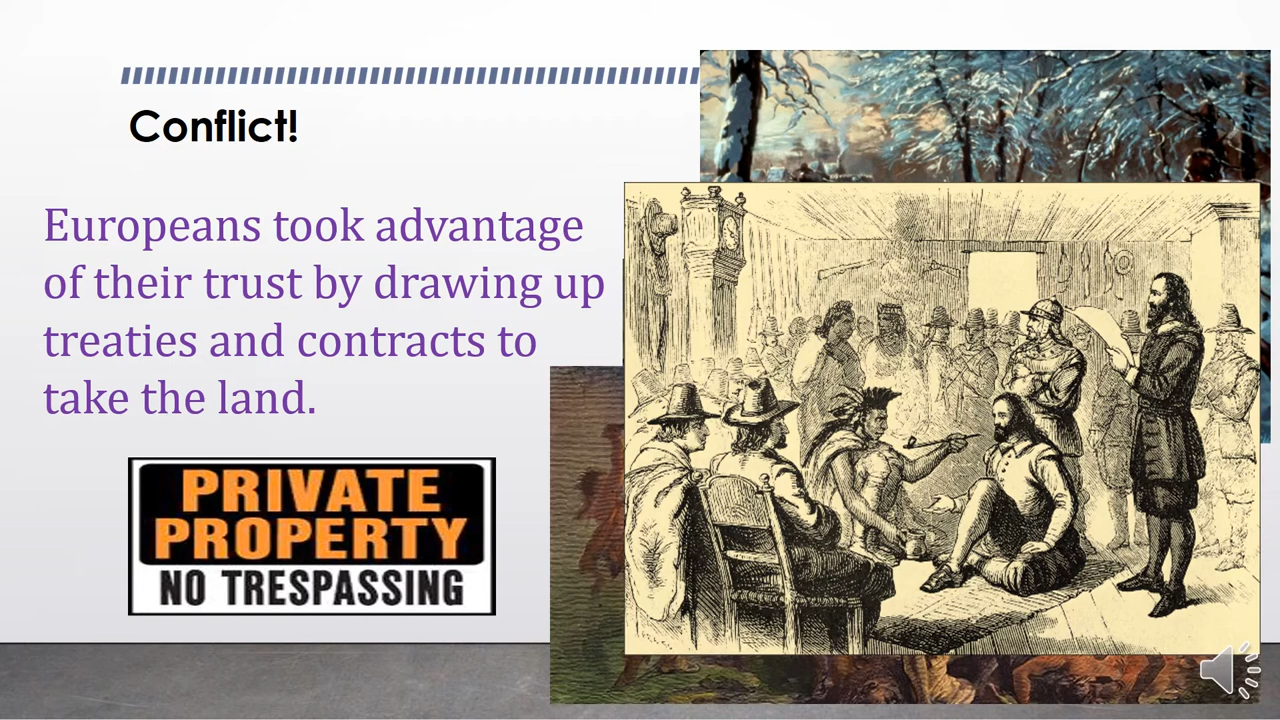 Conflict!
Europeans took advantage
of their trust by drawing up
treaties and contracts to
take the land.
PRIVATE
PROPERTY
NO TRESPASSING